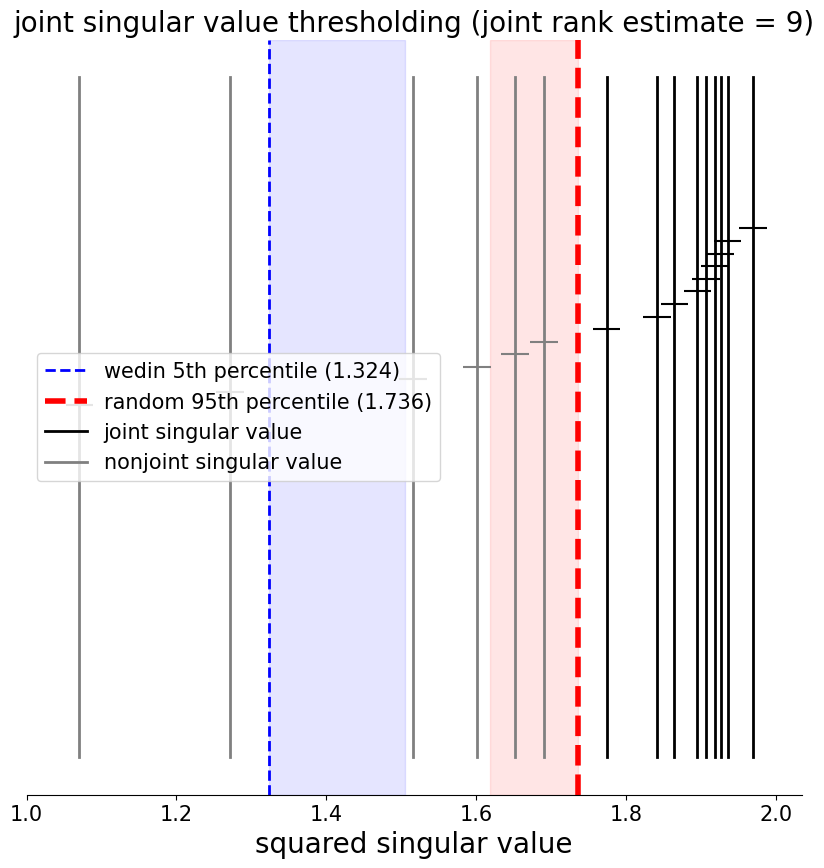 joint singular value thresholding (joint rank estimate = 9)
wedin 5th percentile (1.324)
random 95th percentile (1.736)
joint singular value
nonjoint singular value
1.0 1.2 1.4 1.6 1.8 2.0
squared singular value